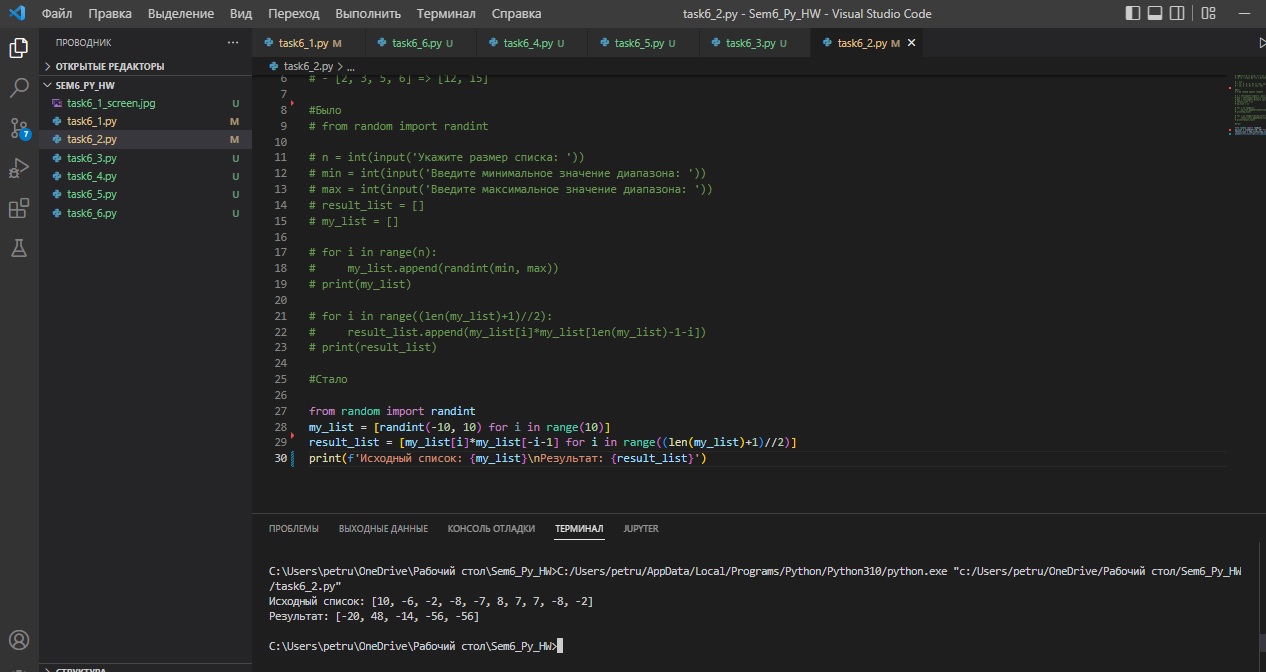 Файл Правка Выделение Вид Переход Выполнить Терминал Справка task6_2.py - Sem6_Py_HW - Visual Studio Code
ПРОВОДНИК ... task6_1.py M task6_6.py U task6_4.py U task6_5.py U task6_3.py U task6_2.py M
ОТКРЫТЫЕ РЕДАКТОРЫ
task6_2.py > ...
SEM6_PY_HW
task6_1_screen.jpg U
task6_1.py M
task6_2.py M
task6_3.py U
task6_4.py U
task6_5.py U
task6_6.py U
7
6 # - [2, 3, 5, 6] => [12, 15]
7
8 #Было
9 # from random import randint
10
11 # n = int(input('Укажите размер списка: '))
12 # min = int(input('Введите минимальное значение диапазона: '))
13 # max = int(input('Введите максимальное значение диапазона: '))
14 # result_list = []
15 # my_list = []
16
17 # for i in range(n):
18 #     my_list.append(randint(min, max))
19 # print(my_list)
20
21 # for i in range((len(my_list)+1)//2):
22 #     result_list.append(my_list[i]*my_list[len(my_list)-1-i])
23 # print(result_list)
24
25 #Стало
26
27 from random import randint
28 my_list = [randint(-10, 10) for i in range(10)]
29 result_list = [my_list[i]*my_list[-i-1] for i in range((len(my_list)+1)//2)]
30 print(f'Исходный список: {my_list}\nРезультат: {result_list}')
ПРОБЛЕМЫ ВЫХОДНЫЕ ДАННЫЕ КОНСОЛЬ ОТЛАДКИ ТЕРМИНАЛ JUPYTER
C:\Users\petru\OneDrive\Рабочий стол\Sem6_Py_HW>C:/Users/petru/AppData/Local/Programs/Python/Python310/python.exe "c:/Users/petru/OneDrive/Рабочий стол/Sem6_Py_HW
/task6_2.py"
Исходный список: [10, -6, -2, -8, -7, 8, 7, 7, -8, -2]
Результат: [-20, 48, -14, -56, -56]
C:\Users\petru\OneDrive\Рабочий стол\Sem6_Py_HW>
СТРУКТУРА